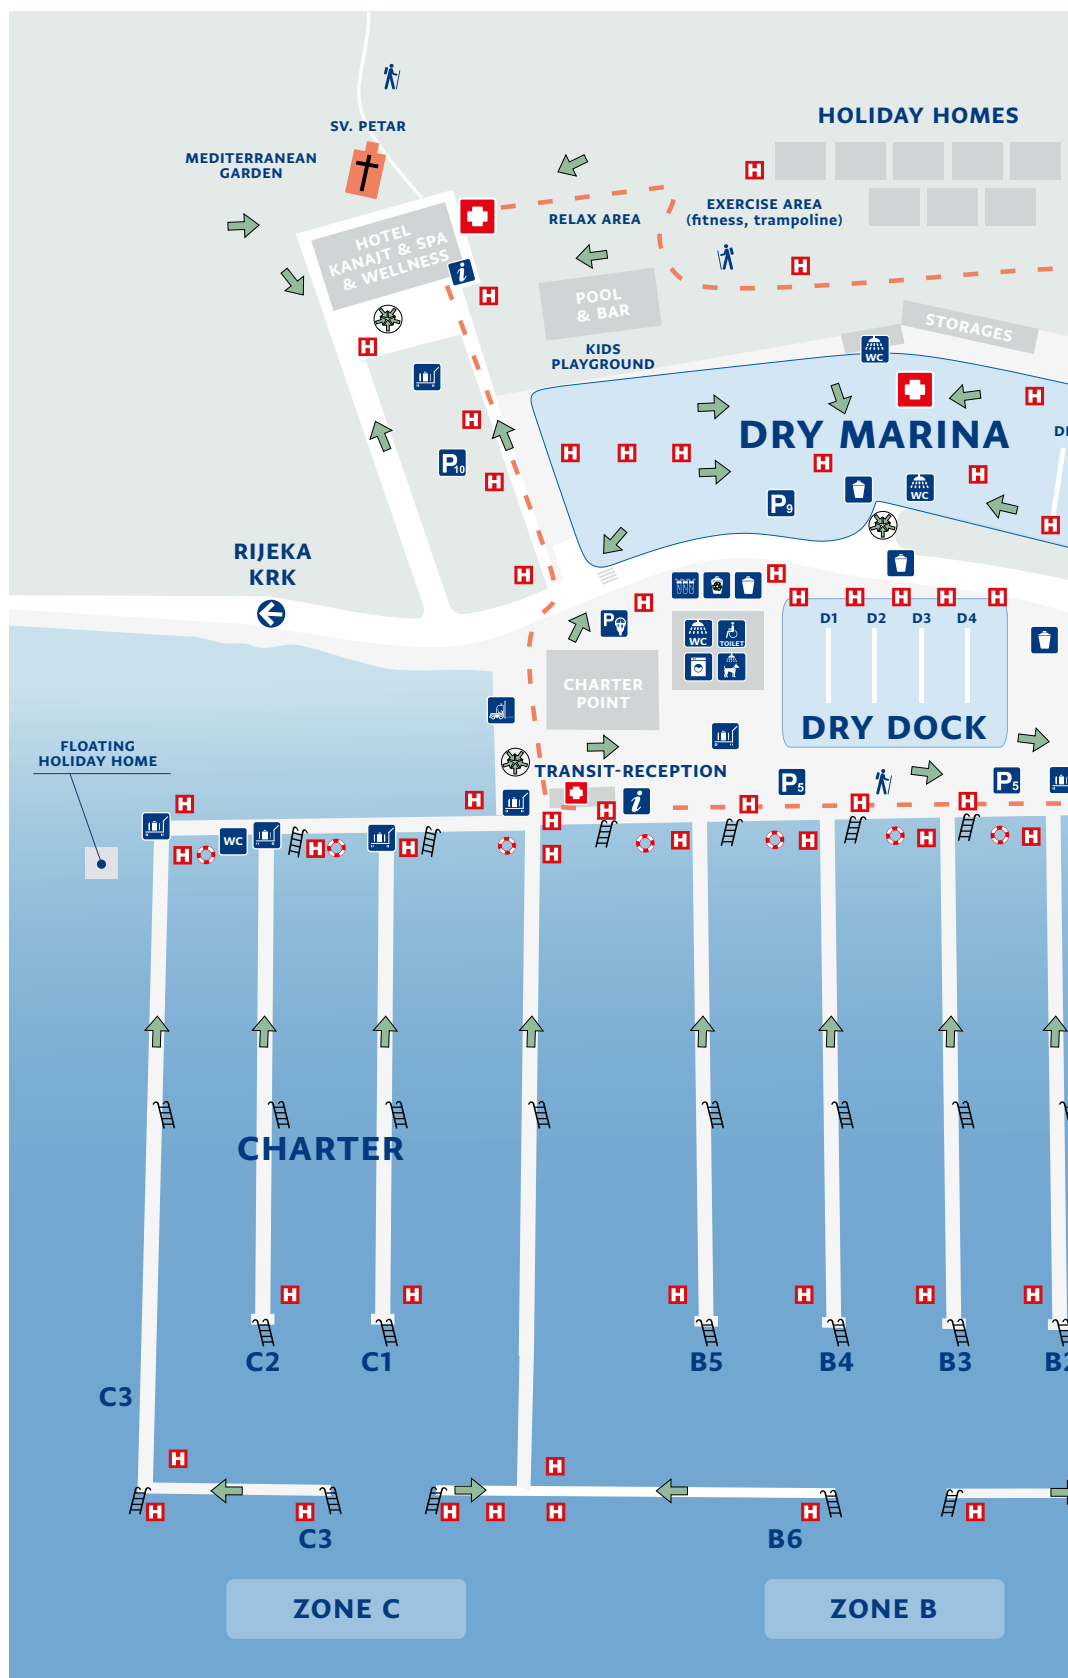 HOLIDAY HOMES
SV. PETAR
MEDITERRANEAN
GARDEN
H
EXERCISE AREA
(fitness, trampoline)
RELAX AREA
HOTEL
KANAJT & SPA
& WELLNESS
i
H
H
POOL
& BAR
STORAGES
H
KIDS
PLAYGROUND
WC
H
H
DRY MARINA
H
H
H
H
H
P10
H
P9
WC
H
H
RIJEKA
KRK
H
H
H
H
H
H
H
H
P
D1
D2
D3
D4
WC
TOILET
CHARTER
POINT
DRY DOCK
FLOATING
HOLIDAY HOME
TRANSIT-RECEPTION
P5
P5
H
H
H
i
H
H
H
H
WC
H
H
H
H
H
H
H
H
CHARTER
H
H
H
H
H
H
C2
C1
B5
B4
B3
C3
H
H
H
H
H
H
H
H
H
C3
B6
ZONE C
ZONE B